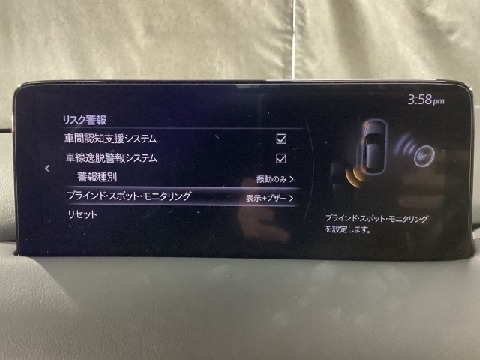 3:58pm
リスク警報
車間認知支援システム
車線逸脱警報システム
警報種別 振動のみ >
ブラインド・スポット・モニタリング 表示+ブザー >
リセット
ブラインド・スポット・モニタリング
を設定します。